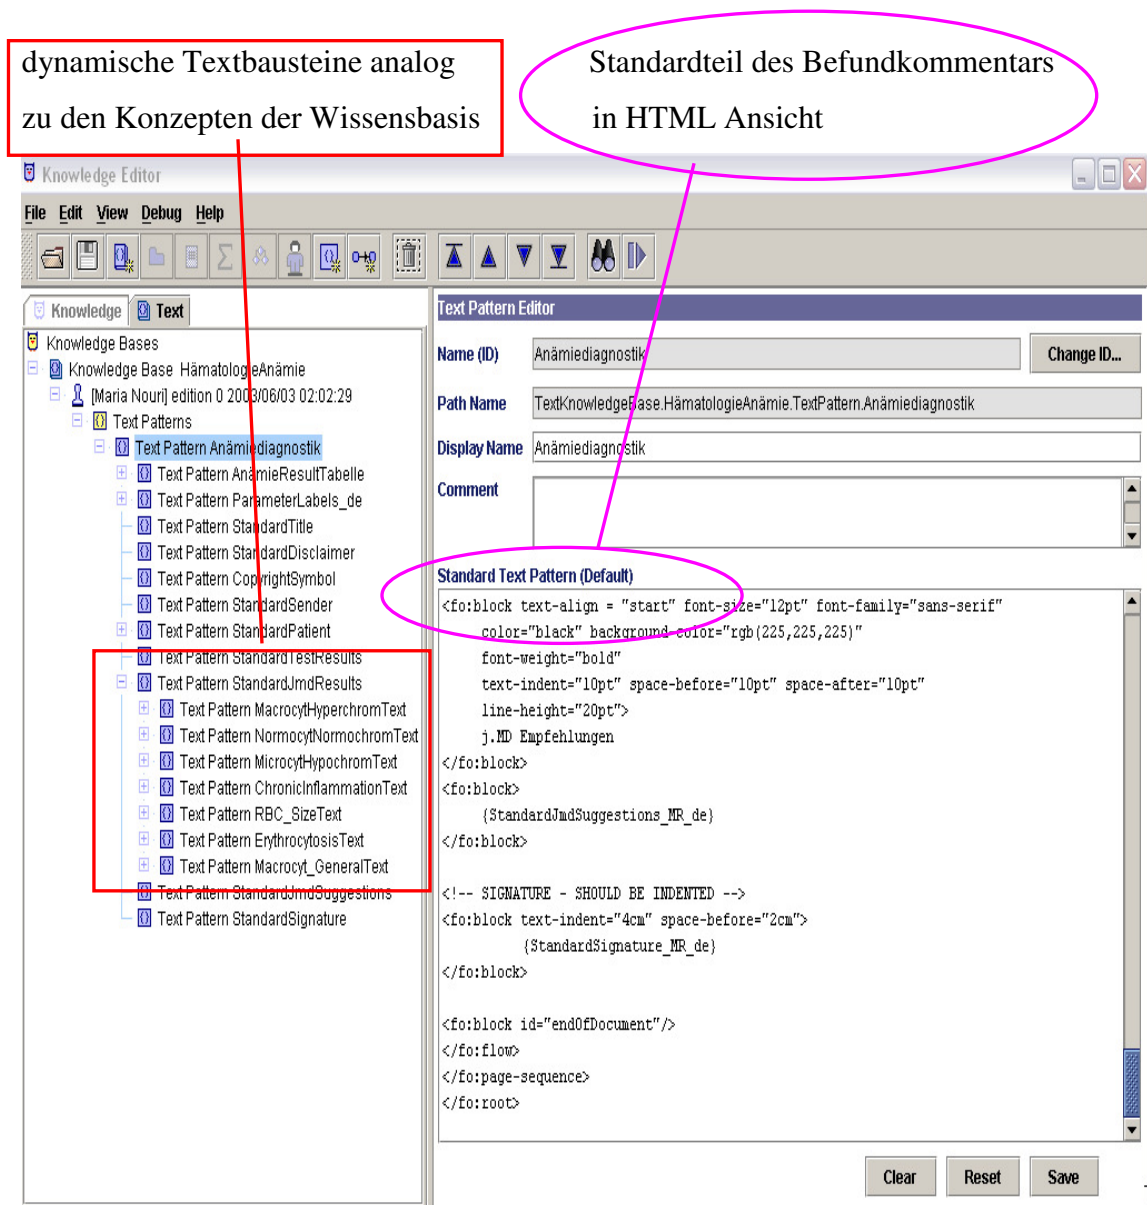 dynamische Textbausteine analog
zu den Konzepten der Wissensbasis
Standardteil des Befundkommentars
in HTML Ansicht
Knowledge Editor
File Edit View Debug Help
Knowledge Text
Knowledge Bases
Knowledge Base HämatologieAnämie
[Maria Nouri] edition 0 2003/06/03 02:02:29
Text Patterns
Text Pattern Anämiediagnostik
Text Pattern AnämieResultTabelle
Text Pattern ParameterLabels_de
Text Pattern StandardTitle
Text Pattern StandardDisclaimer
Text Pattern CopyrightSymbol
Text Pattern StandardSender
Text Pattern StandardPatient
Text Pattern StandardTestResults
Text Pattern StandardJmdResults
Text Pattern MacrocytHyperchromText
Text Pattern NormocytNormochromText
Text Pattern MicrocytHypochromText
Text Pattern ChronicInflammationText
Text Pattern RBC_SizeText
Text Pattern ErythrocytosisText
Text Pattern Macrocyt_GeneralText
Text Pattern StandardJmdSuggestions
Text Pattern StandardSignature
Text Pattern Editor
Name (ID) Anämiediagnostik Change ID...
Path Name TextKnowledgeBase.HämatologieAnämie.TextPattern.Anämiediagnostik
Display Name Anämiediagnostik
Comment
Standard Text Pattern (Default)
<fo:block text-align = "start" font-size="12pt" font-family="sans-serif"
color="black" background-color="rgb(225,225,225)"
font-weight="bold"
text-indent="10pt" space-before="10pt" space-after="10pt"
line-height="20pt">
j.MD Empfehlungen
</fo:block>
<fo:block>
{StandardJmdSuggestions_MR_de}
</fo:block>
<!-- SIGNATURE - SHOULD BE INDENTED -->
<fo:block text-indent="4cm" space-before="2cm">
{StandardSignature_MR_de}
</fo:block>
<fo:block id="endOfDocument"/>
</fo:flow>
</fo:page-sequence>
</fo:root>
Clear Reset Save